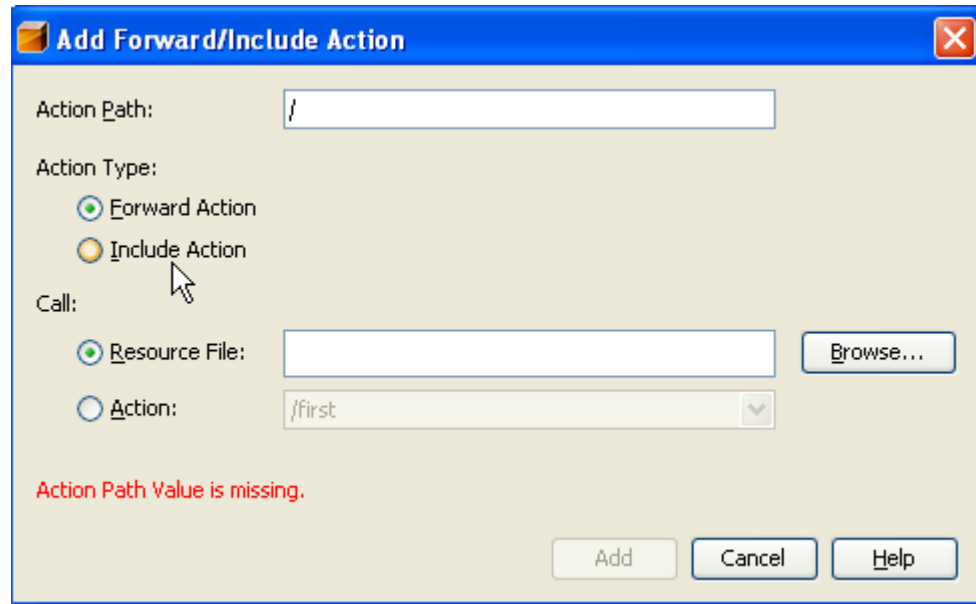 Add Forward/Include Action
Action Path: /
Action Type:
Forward Action
Include Action
Call:
Resource File: Browse...
Action: /first
Action Path Value is missing.
Add Cancel Help